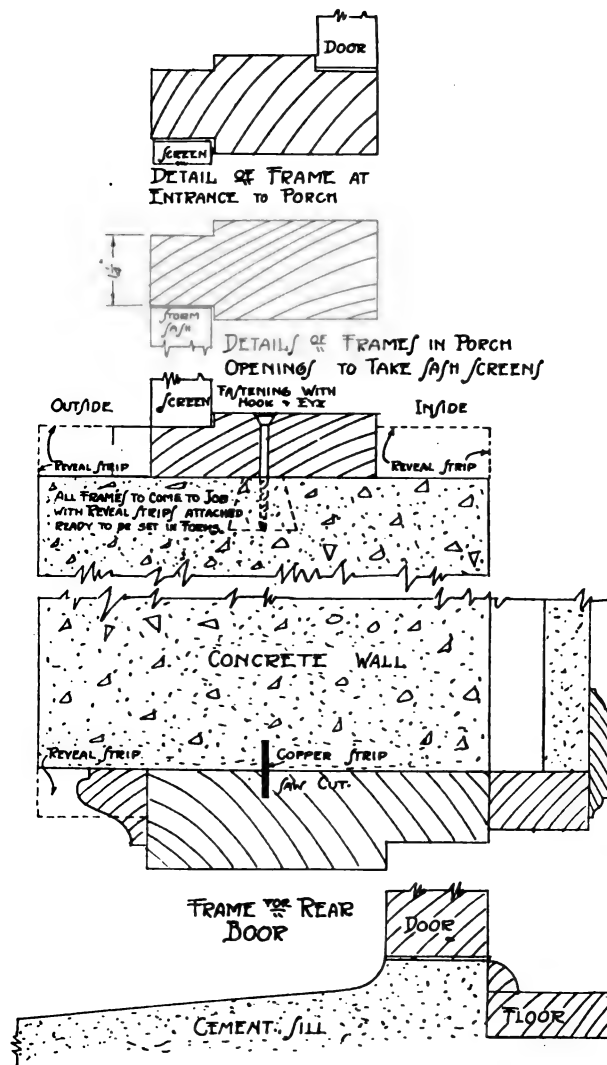 DOOR
SCREEN
DETAIL OF FRAME AT
ENTRANCE TO PORCH
STORM
SASH
DETAILS OF FRAMES IN PORCH
OPENINGS TO TAKE SASH SCREENS
SCREEN
FASTENING WITH
HOOK & EYE
OUTSIDE
INSIDE
REVEAL STRIP
REVEAL STRIP
ALL FRAMES TO COME TO JOB
WITH REVEAL STRIPS ATTACHED
READY TO BE SET IN FORMS
CONCRETE WALL
REVEAL STRIP
COPPER STRIP
SAW CUT.
FRAME FOR REAR
BOOR
DOOR
CEMENT SILL
FLOOR